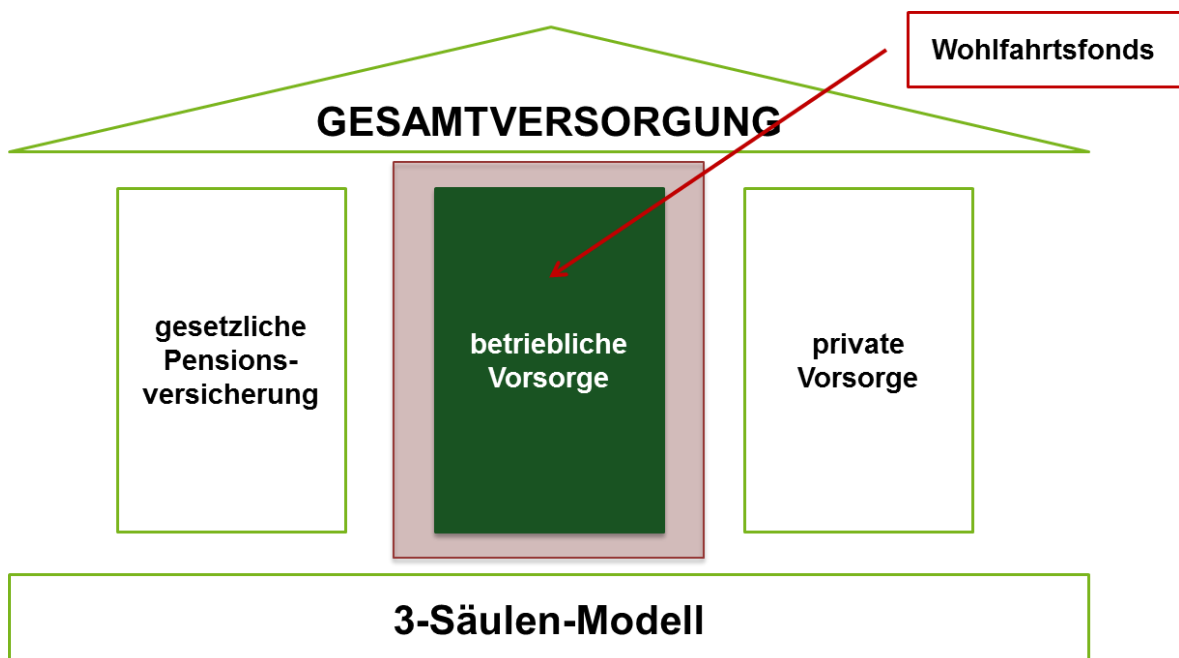 Wohlfahrtsfonds
GESAMTVERSORGUNG
gesetzliche
Pensions-
versicherung
betriebliche
Vorsorge
private
Vorsorge
3-Säulen-Modell